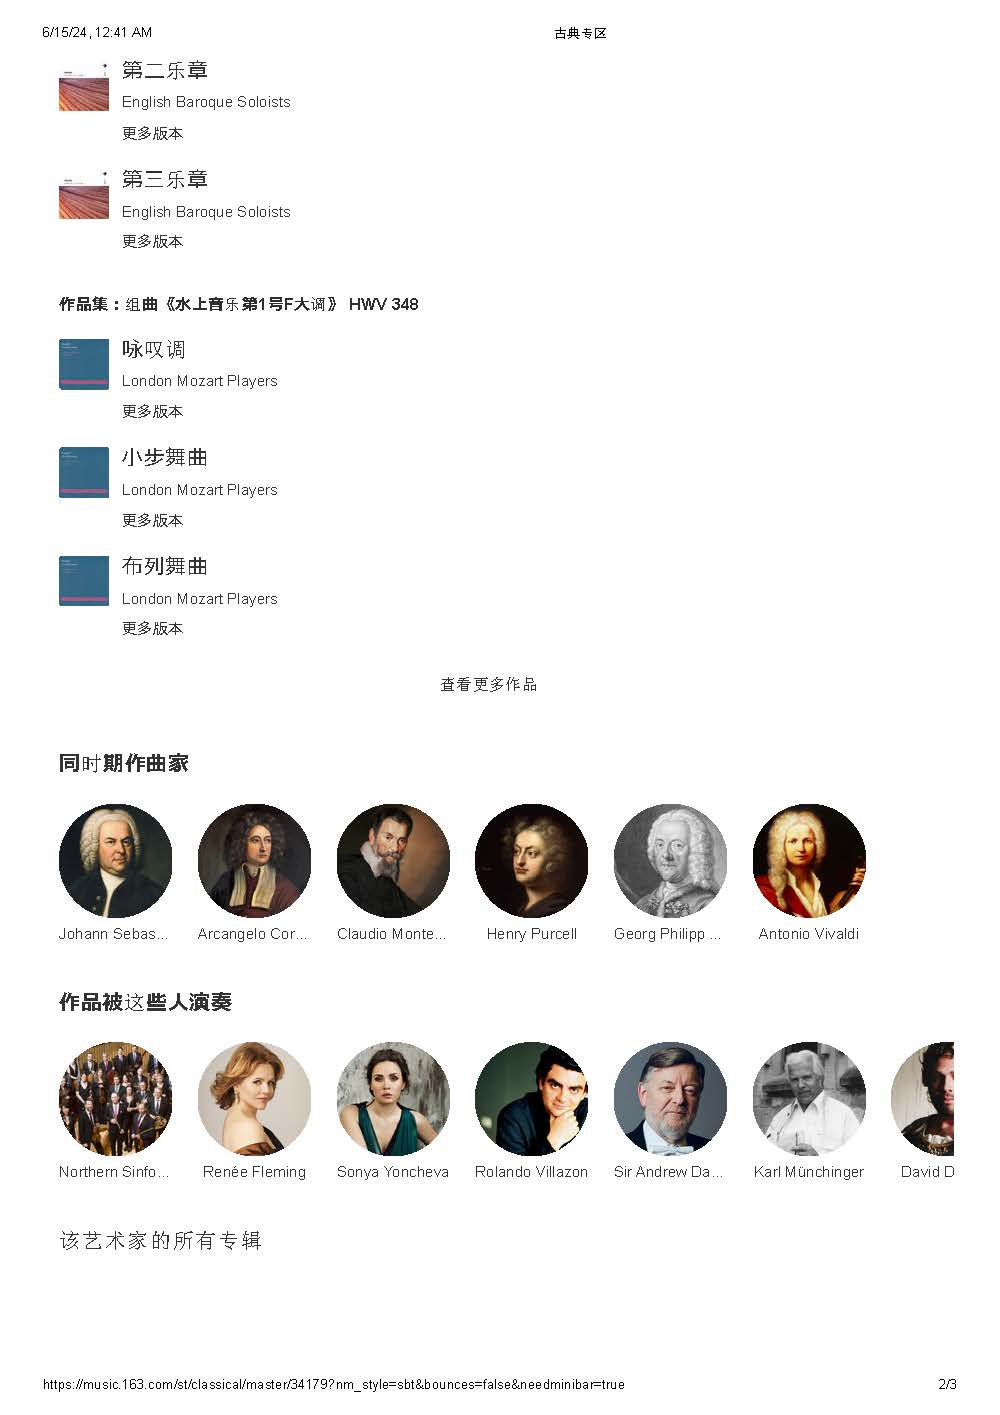 6/15/24, 12:41 AM
古典专区
第二乐章
English Baroque Soloists
更多版本
第三乐章
English Baroque Soloists
更多版本
作品集：组曲《水上音乐第1号F大调》 HWV 348
咏叹调
London Mozart Players
更多版本
小步舞曲
London Mozart Players
更多版本
布列舞曲
London Mozart Players
更多版本
查看更多作品
同时期作曲家
Johann Sebas...
Arcangelo Cor...
Claudio Monte...
Henry Purcell
Georg Philipp ...
Antonio Vivaldi
作品被这些人演奏
Northern Sinfo...
Renée Fleming
Sonya Yoncheva
Rolando Villazon
Sir Andrew Da...
Karl Münchinger
David D
该艺术家的所有专辑
https://music.163.com/st/classical/master/34179?nm_style=sbt&bounces=false&needminibar=true
2/3